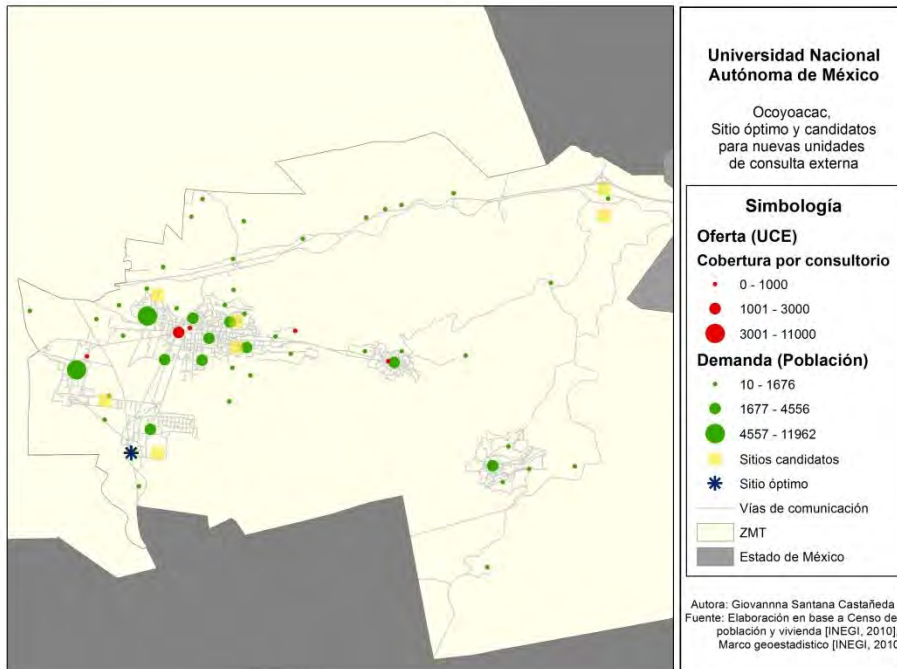 Universidad Nacional
Autónoma de México
Ocoyoacac,
Sitio óptimo y candidatos
para nuevas unidades
de consulta externa
Simbología
Oferta (UCE)
Cobertura por consultorio
0 - 1000
1001 - 3000
3001 - 11000
Demanda (Población)
10 - 1676
1677 - 4556
4557 - 11962
Sitios candidatos
Sitio óptimo
Vías de comunicación
ZMT
Estado de México
Autora: Giovannna Santana Castañeda
Fuente: Elaboración en base a Censo de
población y vivienda [INEGI, 2010],
Marco geoestadistico [INEGI, 2010